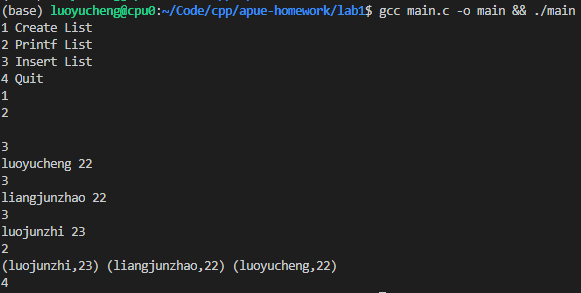 (base) luoyucheng@cpu0:~/Code/cpp/apue-homework/lab1$ gcc main.c -o main && ./main
1 Create List
2 Printf List
3 Insert List
4 Quit
1
2
3
luoyucheng 22
3
liangjunzhao 22
3
luojunzhi 23
2
(luojunzhi,23) (liangjunzhao,22) (luoyucheng,22)
4